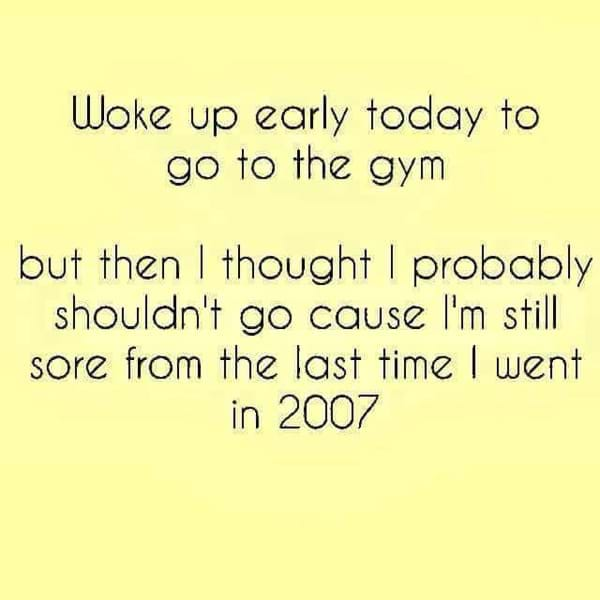 Woke up early today to
go to the gym
but then I thought I probably
shouldn't go cause I'm still
sore from the last time I went
in 2007